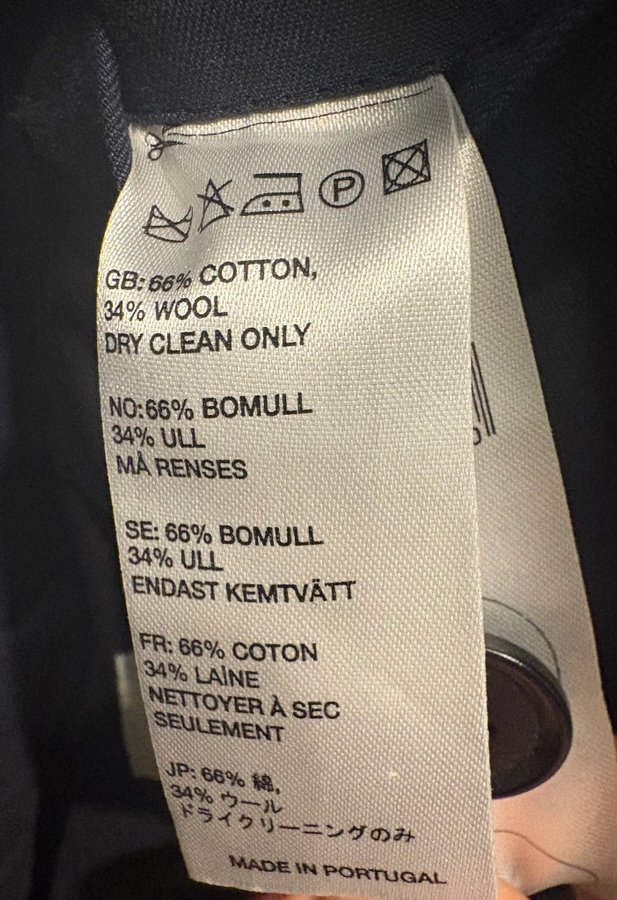 P
GB: 66% COTTON,
34% WOOL
DRY CLEAN ONLY
NO: 66% BOMULL
34% ULL
MÅ RENSES
SE: 66% BOMULL
34% ULL
ENDAST KEMTVÄTT
FR: 66% COTON
34% LAINE
NETTOYER À SEC
SEULEMENT
JP: 66% 綿,
34% ウール
ドライクリーニングのみ
MADE IN PORTUGAL